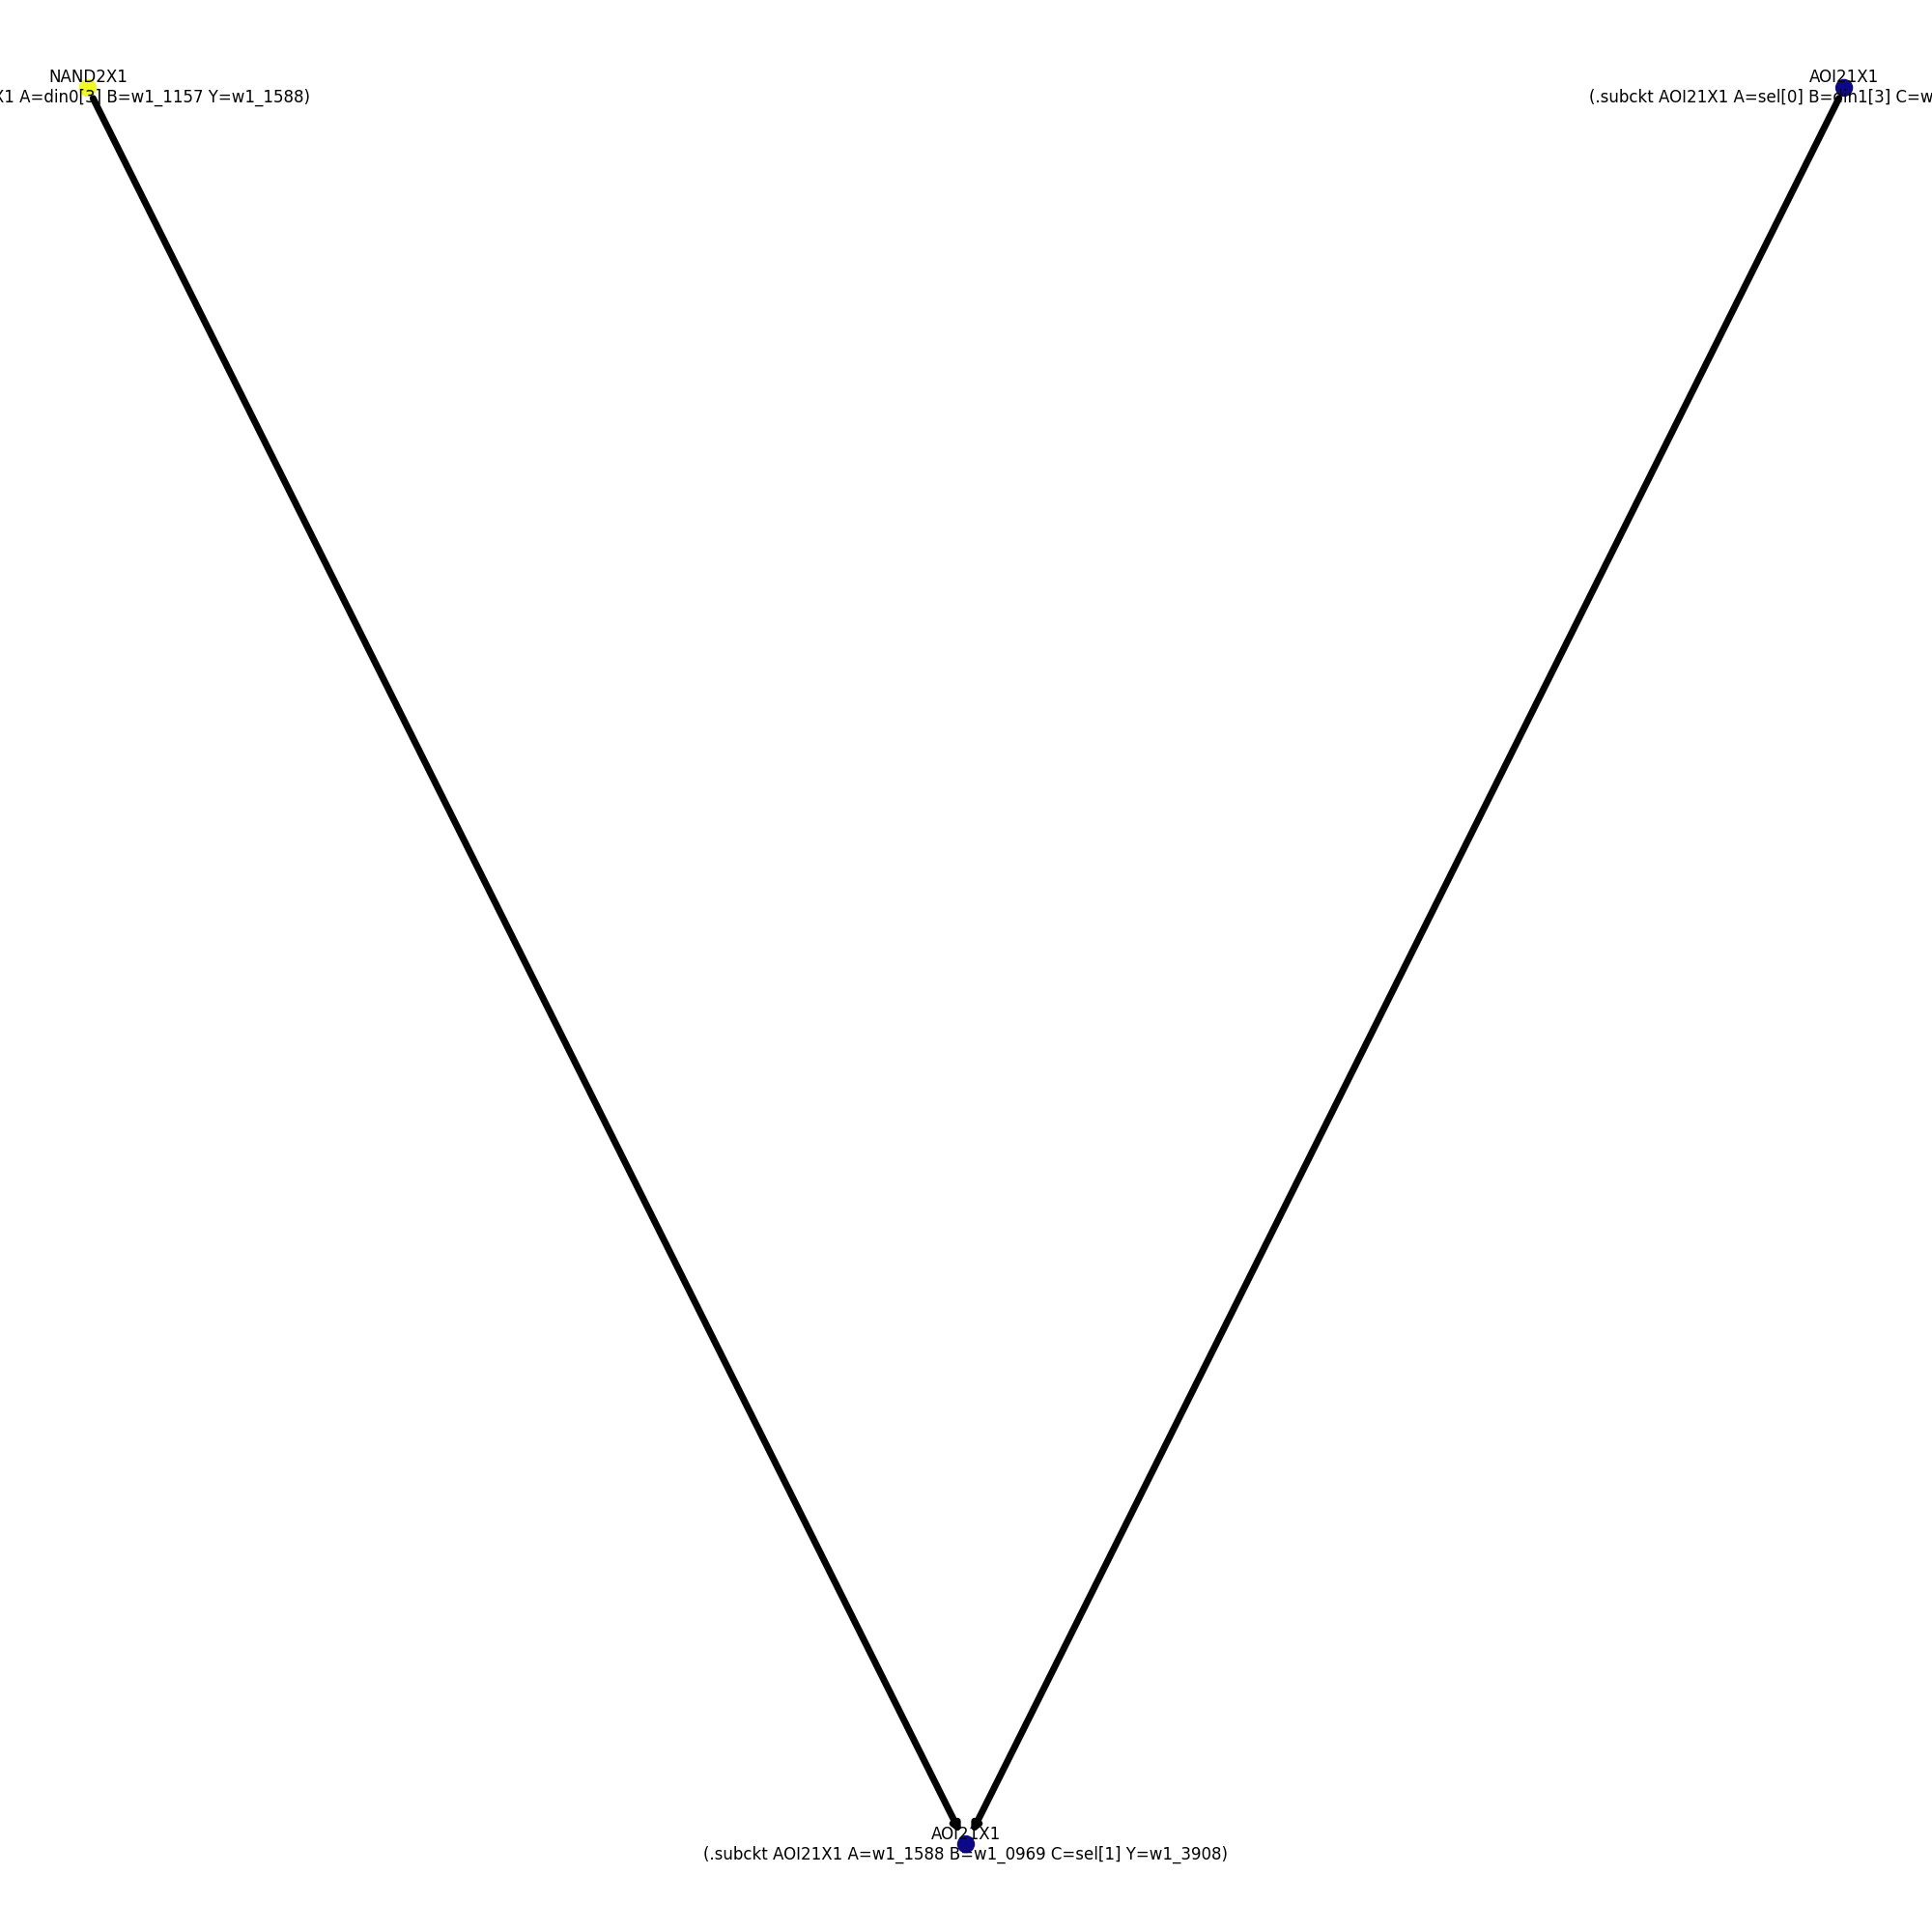 NAND2X1
A=din0[3] B=w1_1157 Y=w1_1588)
AOI21X1
(.subckt AOI21X1 A=sel[0] B=din1[3]
AOI21X1
(.subckt AOI21X1 A=w1_1588 B=w1_0969 C=sel[1] Y=w1_3908)